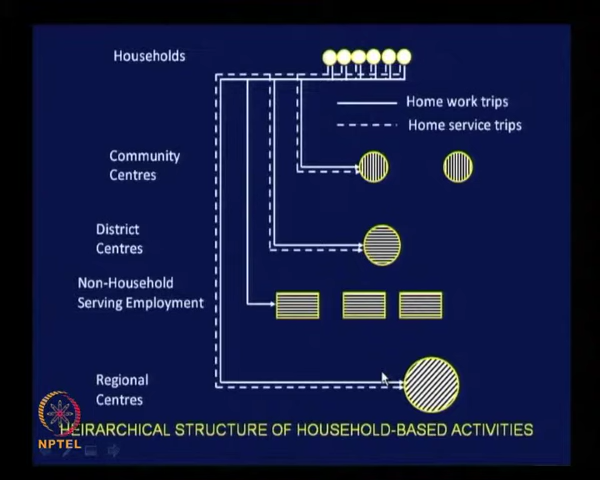 Households
Home work trips
Home service trips
Community
Centres
District
Centres
Non-Household
Serving Employment
Regional
Centres
HEIRARCHICAL STRUCTURE OF HOUSEHOLD-BASED ACTIVITIES
NPTEL